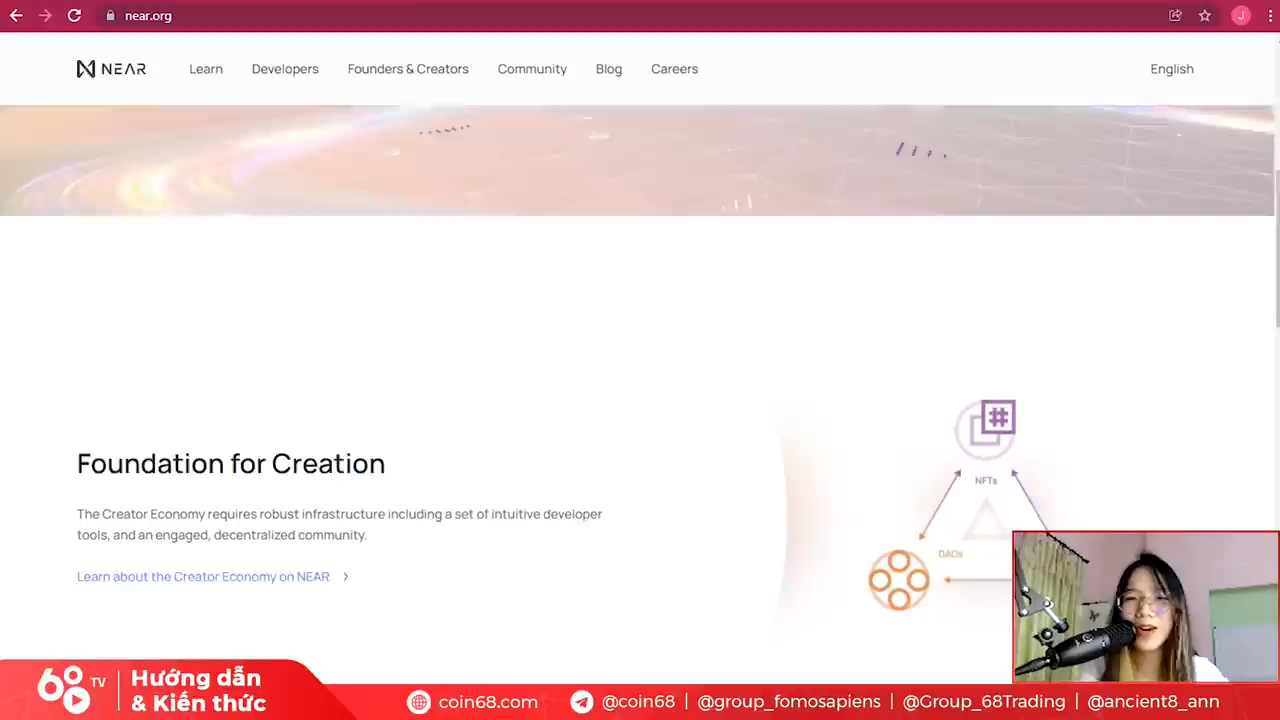 near.org
J
NEAR
Learn
Developers
Founders & Creators
Community
Blog
Careers
English
NFTs
Foundation for Creation
The Creator Economy requires robust infrastructure including a set of intuitive developer
tools, and an engaged, decentralized community.
DAOs
Learn about the Creator Economy on NEAR
68 TV
Hướng dẫn
& Kiến thức
coin68.com
@coin68 | @group_fomosapiens | @Group_68Trading | @ancient8_ann